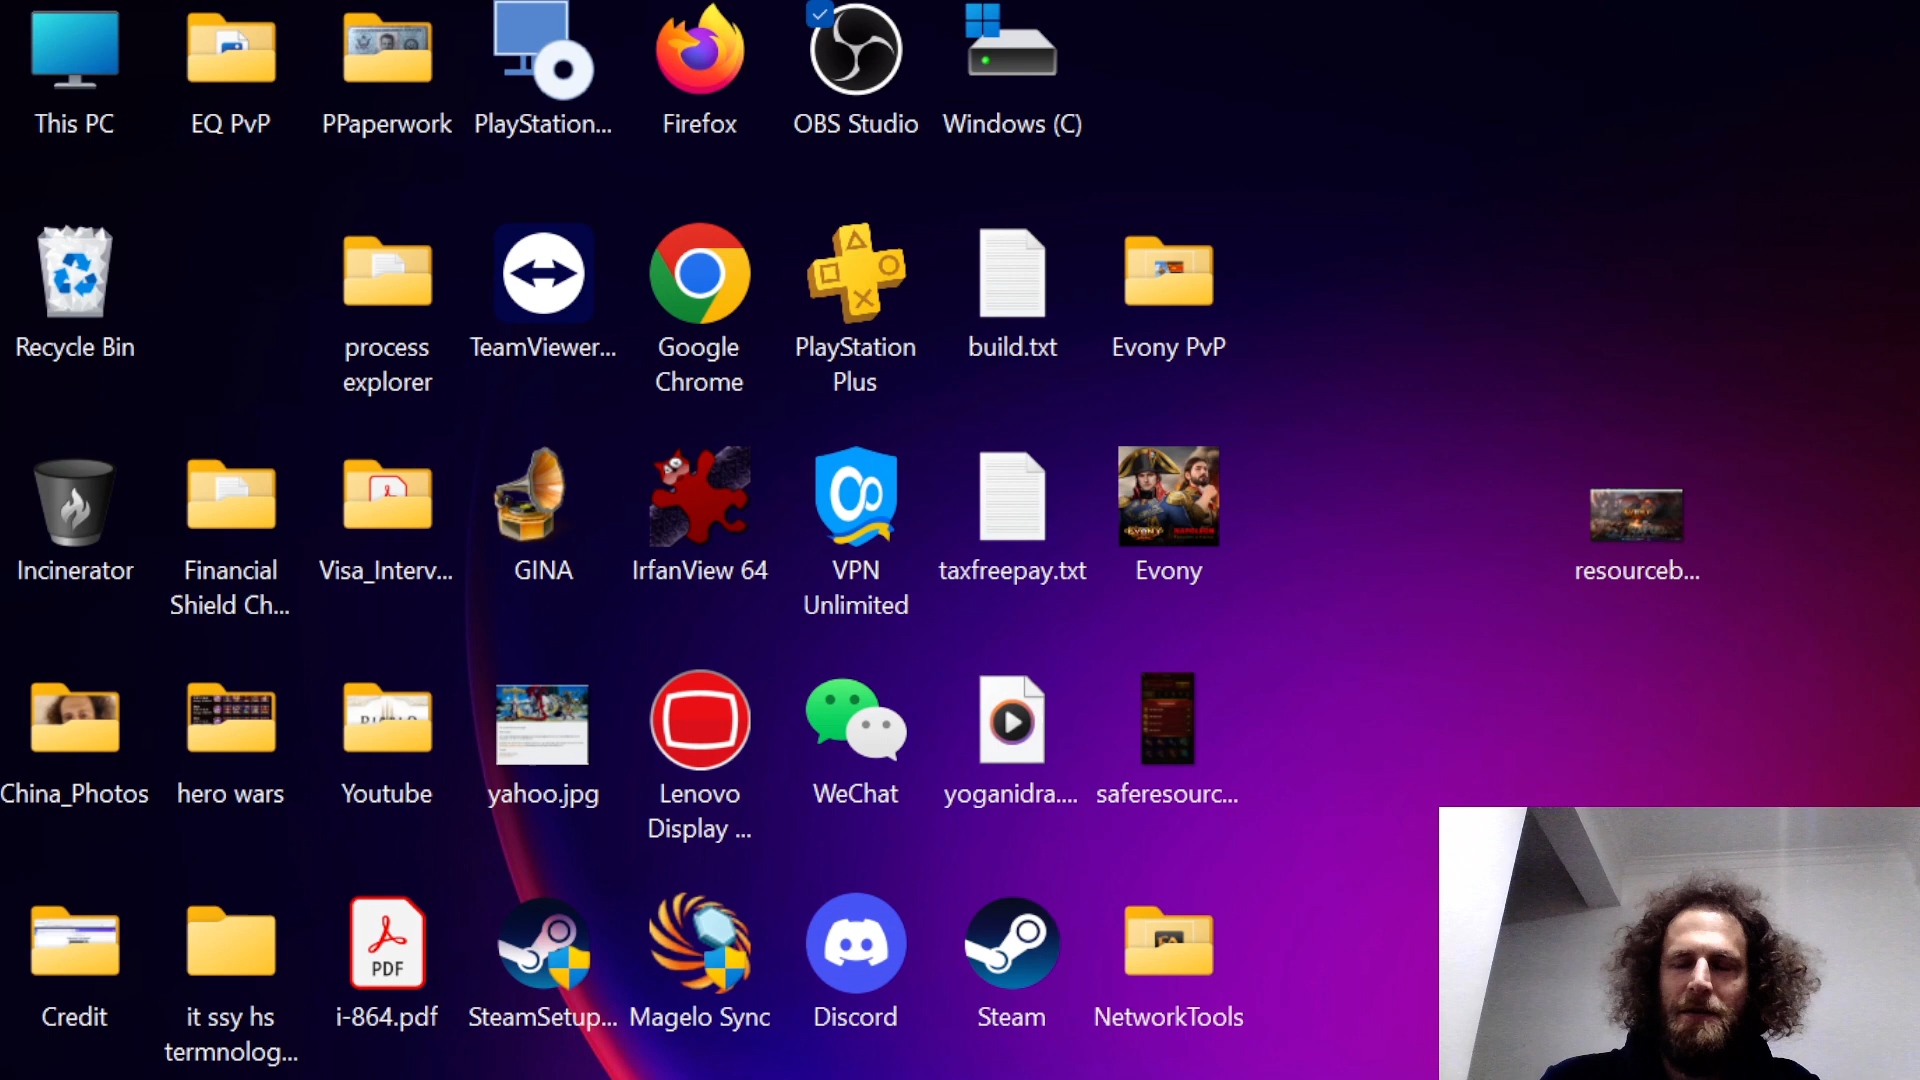 This PC
EQ PvP
PPaperwork
PlayStation...
Firefox
OBS Studio
Windows (C)
Recycle Bin
process
explorer
TeamViewer...
Google
Chrome
PlayStation
Plus
build.txt
Evony PvP
Incinerator
Financial
Shield Ch...
Visa_Interv...
GINA
IrfanView 64
VPN
Unlimited
taxfreepay.txt
EVONY
Evony
resourceb...
China_Photos
hero wars
Youtube
yahoo.jpg
Lenovo
Display ...
WeChat
yoganidra....
saferesourc...
Credit
it ssy hs
termnolog...
PDF
i-864.pdf
SteamSetup...
Magelo Sync
Discord
Steam
NetworkTools